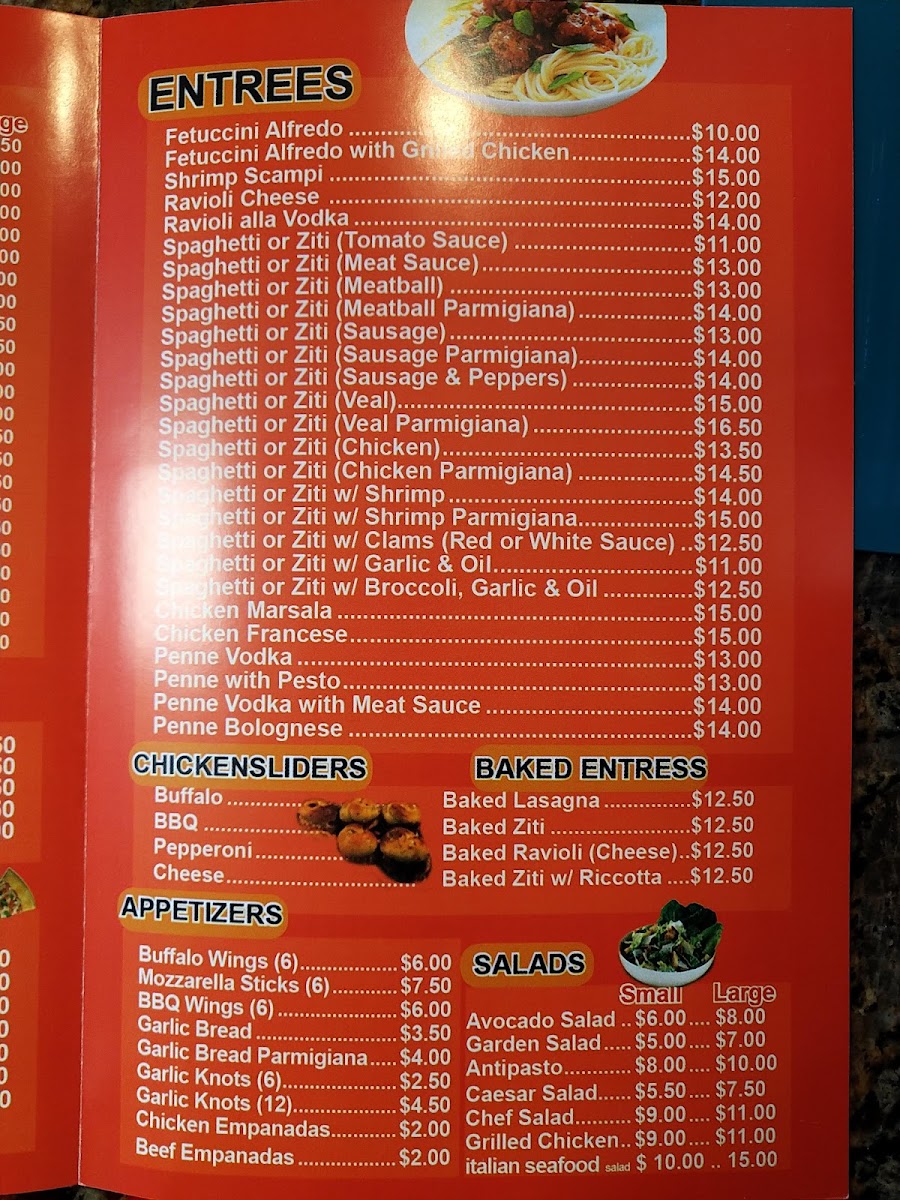 ENTREES
Fetuccini Alfredo ..........$10.00
Fetuccini Alfredo with Grilled Chicken..........$14.00
Shrimp Scampi ..........$15.00
Ravioli Cheese ..........$12.00
Ravioli alla Vodka ..........$14.00
Spaghetti or Ziti (Tomato Sauce) ..........$11.00
Spaghetti or Ziti (Meat Sauce)..........$13.00
Spaghetti or Ziti (Meatball) ..........$13.00
Spaghetti or Ziti (Meatball Parmigiana) ..........$14.00
Spaghetti or Ziti (Sausage)..........$13.00
Spaghetti or Ziti (Sausage Parmigiana)..........$14.00
Spaghetti or Ziti (Sausage & Peppers) ..........$14.00
Spaghetti or Ziti (Veal)..........$15.00
Spaghetti or Ziti (Veal Parmigiana) ..........$16.50
Spaghetti or Ziti (Chicken)..........$13.50
Spaghetti or Ziti (Chicken Parmigiana) ..........$14.50
Spaghetti or Ziti w/ Shrimp ..........$14.00
Spaghetti or Ziti w/ Shrimp Parmigiana..........$15.00
Spaghetti or Ziti w/ Clams (Red or White Sauce) ..$12.50
Spaghetti or Ziti w/ Garlic & Oil..........$11.00
Spaghetti or Ziti w/ Broccoli, Garlic & Oil ..........$12.50
Chicken Marsala ..........$15.00
Chicken Francese..........$15.00
Penne Vodka ..........$13.00
Penne with Pesto..........$13.00
Penne Vodka with Meat Sauce ..........$14.00
Penne Bolognese ..........$14.00
CHICKENSLIDERS
Buffalo ..........
BBQ ..........
Pepperoni..........
Cheese..........
BAKED ENTRESS
Baked Lasagna ..........$12.50
Baked Ziti ..........$12.50
Baked Ravioli (Cheese)..$12.50
Baked Ziti w/ Riccotta ....$12.50
APPETIZERS
Buffalo Wings (6)..........$6.00
Mozzarella Sticks (6)..........$7.50
BBQ Wings (6) ..........$6.00
Garlic Bread ..........$3.50
Garlic Bread Parmigiana.....$4.00
Garlic Knots (6)..........$2.50
Garlic Knots (12)..........$4.50
Chicken Empanadas..........$2.00
Beef Empanadas ..........$2.00
SALADS
Small Large
Avocado Salad ..$6.00.... $8.00
Garden Salad.....$5.00.... $7.00
Antipasto..........$8.00.... $10.00
Caesar Salad......$5.50.... $7.50
Chef Salad.........$9.00.... $11.00
Grilled Chicken..$9.00.... $11.00
italian seafood salad $ 10.00 .. 15.00